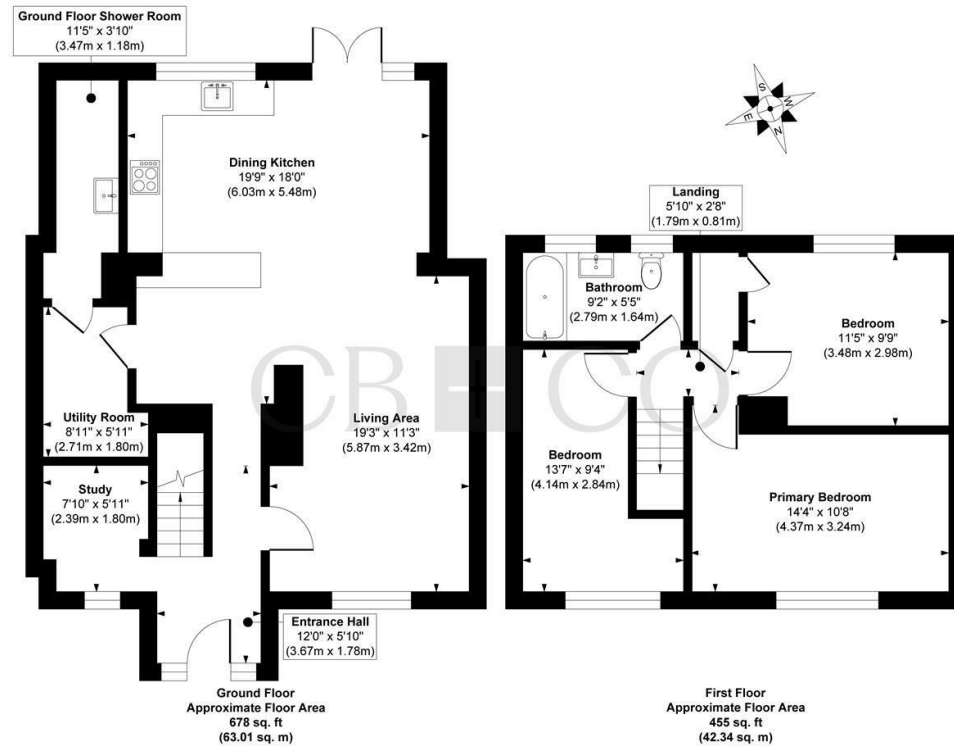 Ground Floor Shower Room
11'5" x 3'10"
(3.47m x 1.18m)
Dining Kitchen
19'9" x 18'0"
(6.03m x 5.48m)
S
W
E
N
Landing
5'10" x 2'8"
(1.79m x 0.81m)
Bathroom
9'2" x 5'5"
(2.79m x 1.64m)
Bedroom
11'5" x 9'9"
(3.48m x 2.98m)
CB + CO
Utility Room
8'11" x 5'11"
(2.71m x 1.80m)
Living Area
19'3" x 11'3"
(5.87m x 3.42m)
Bedroom
13'7" x 9'4"
(4.14m x 2.84m)
Study
7'10" x 5'11"
(2.39m x 1.80m)
Primary Bedroom
14'4" x 10'8"
(4.37m x 3.24m)
Entrance Hall
12'0" x 5'10"
(3.67m x 1.78m)
Ground Floor
Approximate Floor Area
678 sq. ft
(63.01 sq. m)
First Floor
Approximate Floor Area
455 sq. ft
(42.34 sq. m)